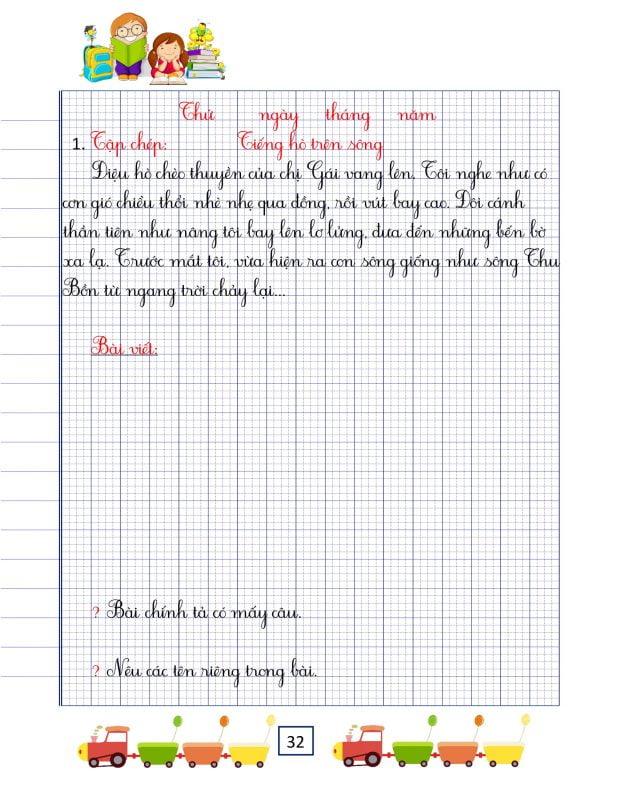 Thứ ngày tháng năm
1. Tập chép: Tiếng hò trên sông
Diệu hò chèo thuyền của chị Gái vang lên. Tôi nghe như có
cơn gió chiều thổi nhè nhẹ qua đồng, rồi vút bay cao. Đôi cánh
thần tiên như nâng tôi bay lên lơ lửng, đưa đến những bến bờ
xa lạ. Trước mắt tôi, vừa hiện ra con sông giống như sông Thu
Bồn từ ngang trời chảy lại...
Bài viết:
? Bài chính tả có mấy câu.
? Nêu các tên riêng trong bài.
32